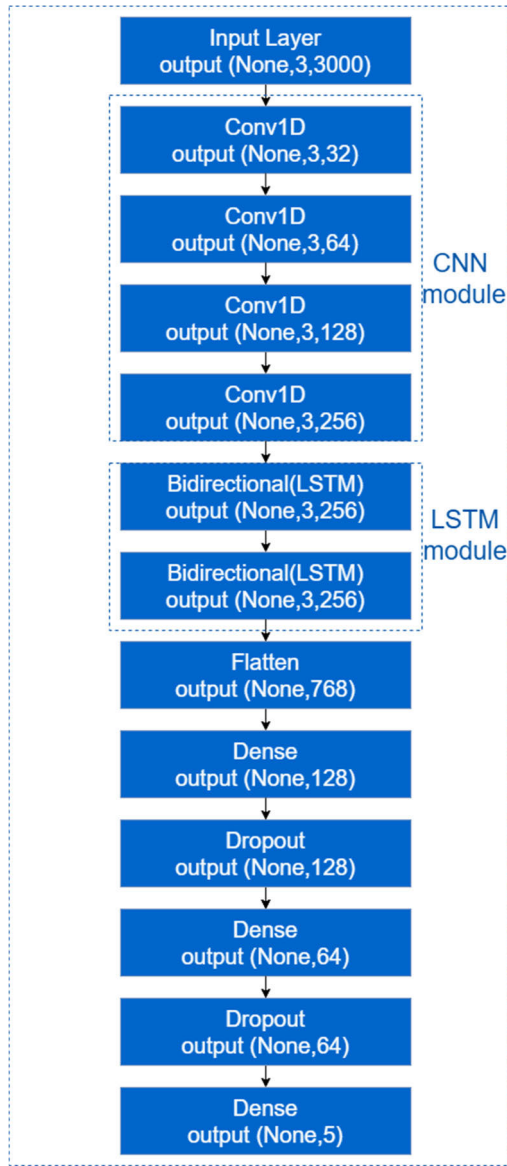 Input Layer
output (None,3,3000)
Conv1D
output (None,3,32)
Conv1D
output (None,3,64)
Conv1D
output (None,3,128)
Conv1D
output (None,3,256)
CNN
module
Bidirectional(LSTM)
output (None,3,256)
Bidirectional(LSTM)
output (None,3,256)
LSTM
module
Flatten
output (None,768)
Dense
output (None,128)
Dropout
output (None,128)
Dense
output (None,64)
Dropout
output (None,64)
Dense
output (None,5)